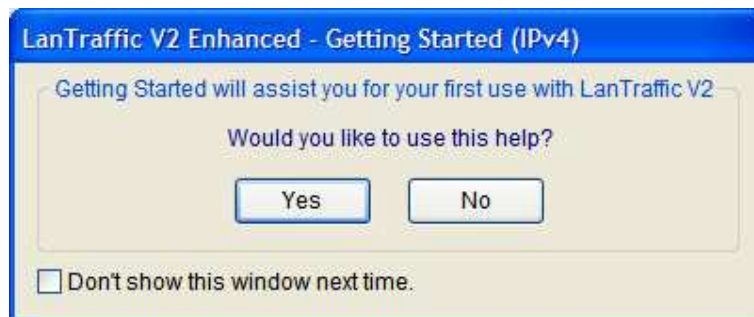 LanTraffic V2 Enhanced - Getting Started (IPv4)
Getting Started will assist you for your first use with LanTraffic V2
Would you like to use this help?
Yes No
Don't show this window next time.